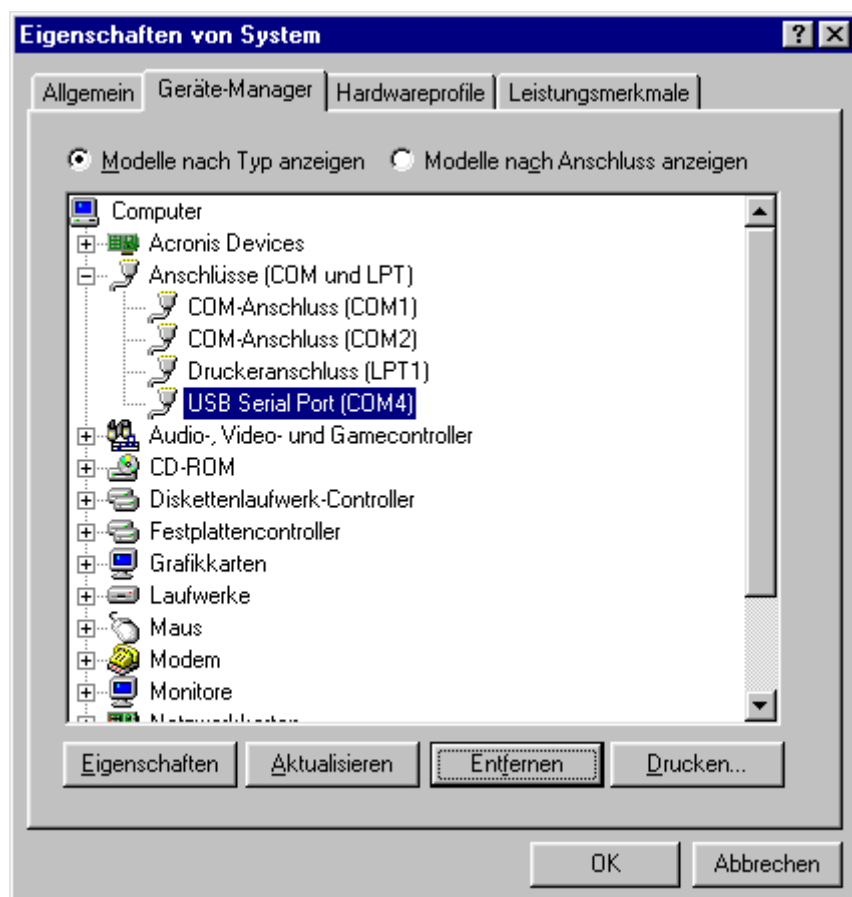 Eigenschaften von System
Allgemein Geräte-Manager Hardwareprofile Leistungsmerkmale
Modelle nach Typ anzeigen Modelle nach Anschluss anzeigen
Computer
Acronis Devices
Anschlüsse (COM und LPT)
COM-Anschluss (COM1)
COM-Anschluss (COM2)
Druckeranschluss (LPT1)
USB Serial Port (COM4)
Audio-, Video- und Gamecontroller
CD-ROM
Diskettenlaufwerk-Controller
Festplattencontroller
Grafikkarten
Laufwerke
Maus
Modem
Monitore
Eigenschaften Aktualisieren Entfernen Drucken...
OK Abbrechen